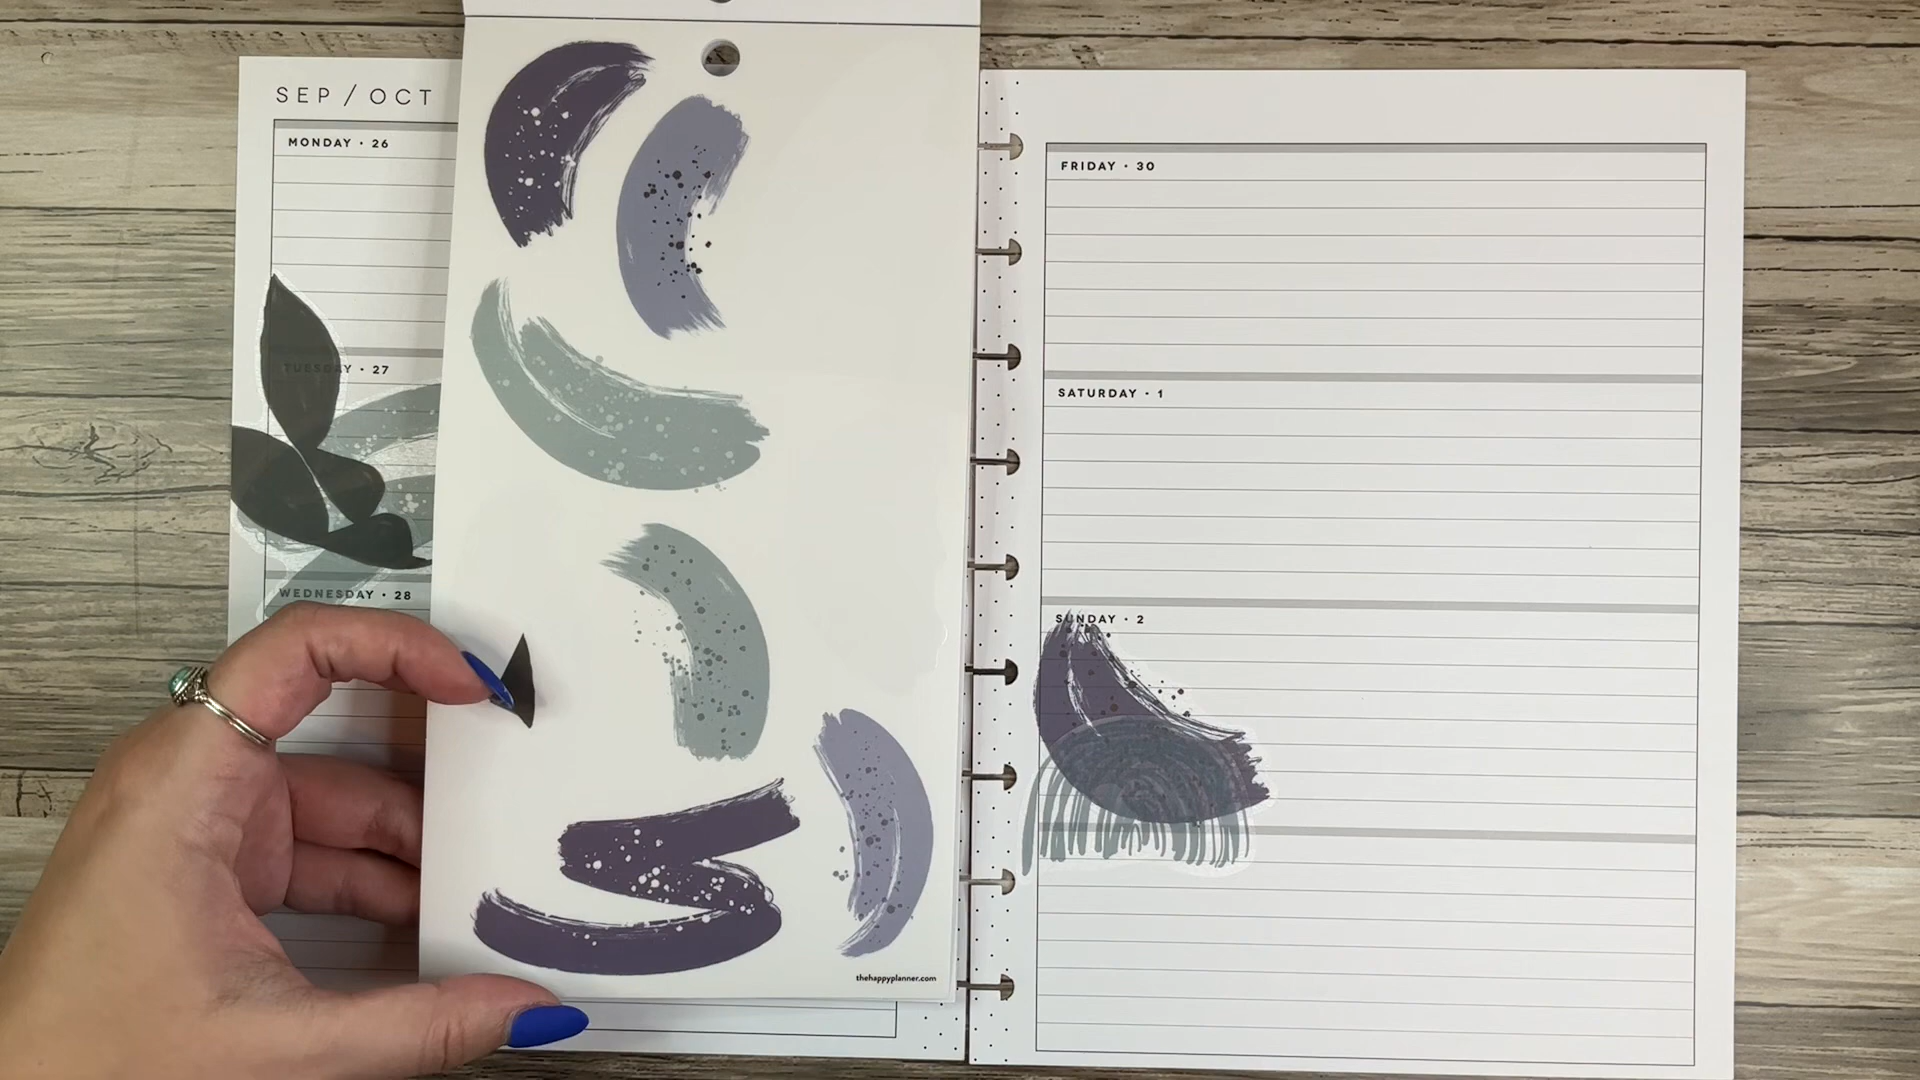 SEP / OCT
MONDAY · 26
TUESDAY · 27
WEDNESDAY · 28
FRIDAY · 30
SATURDAY · 1
SUNDAY · 2
thehappyplanner.com